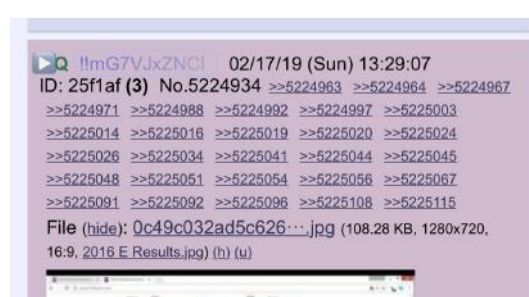 Q !!mG7VJxZNCI 02/17/19 (Sun) 13:29:07
ID: 25f1af (3) No.5224934 >>5224963 >>5224964 >>5224967
>>5224971 >>5224988 >>5224992 >>5224997 >>5225003
>>5225014 >>5225016 >>5225019 >>5225020 >>5225024
>>5225026 >>5225034 >>5225041 >>5225044 >>5225045
>>5225048 >>5225051 >>5225054 >>5225056 >>5225067
>>5225091 >>5225092 >>5225096 >>5225108 >>5225115
File (hide): 0c49c032ad5c626⋯.jpg (108.28 KB, 1280x720,
16:9, 2016 E Results.jpg) (h) (u)